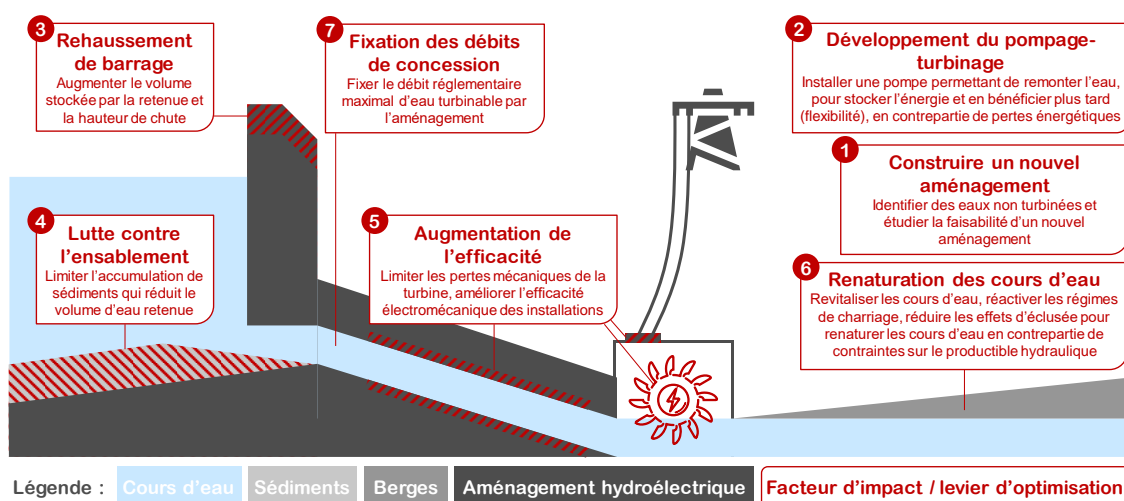 3
Rehaussement
de barrage
Augmenter le volume
stockée par la retenue et
la hauteur de chute
7
Fixation des débits
de concession
Fixer le débit réglementaire
maximal d'eau turbinable par
l'aménagement
2
Développement du pompage-
turbinage
Installer une pompe permettant de remonter l'eau,
pour stocker l'énergie et en bénéficier plus tard
(flexibilité), en contrepartie de pertes énergétiques
1
Construire un nouvel
aménagement
Identifier des eaux non turbinées et
étudier la faisabilité d'un nouvel
aménagement
4
Lutte contre
l'ensablement
Limiter l'accumulation de
sédiments qui réduit le
volume d'eau retenue
5
Augmentation de
l'efficacité
Limiter les pertes mécaniques de la
turbine, améliorer l'efficacité
électromécanique des installations
6
Renaturation des cours d'eau
Revitaliser les cours d'eau, réactiver les régimes
de charriage, réduire les effets d'éclusée pour
renaturer les cours d'eau en contrepartie de
contraintes sur le productible hydraulique
Légende : Cours d'eau Sédiments Berges Aménagement hydroélectrique Facteur d'impact / levier d'optimisation